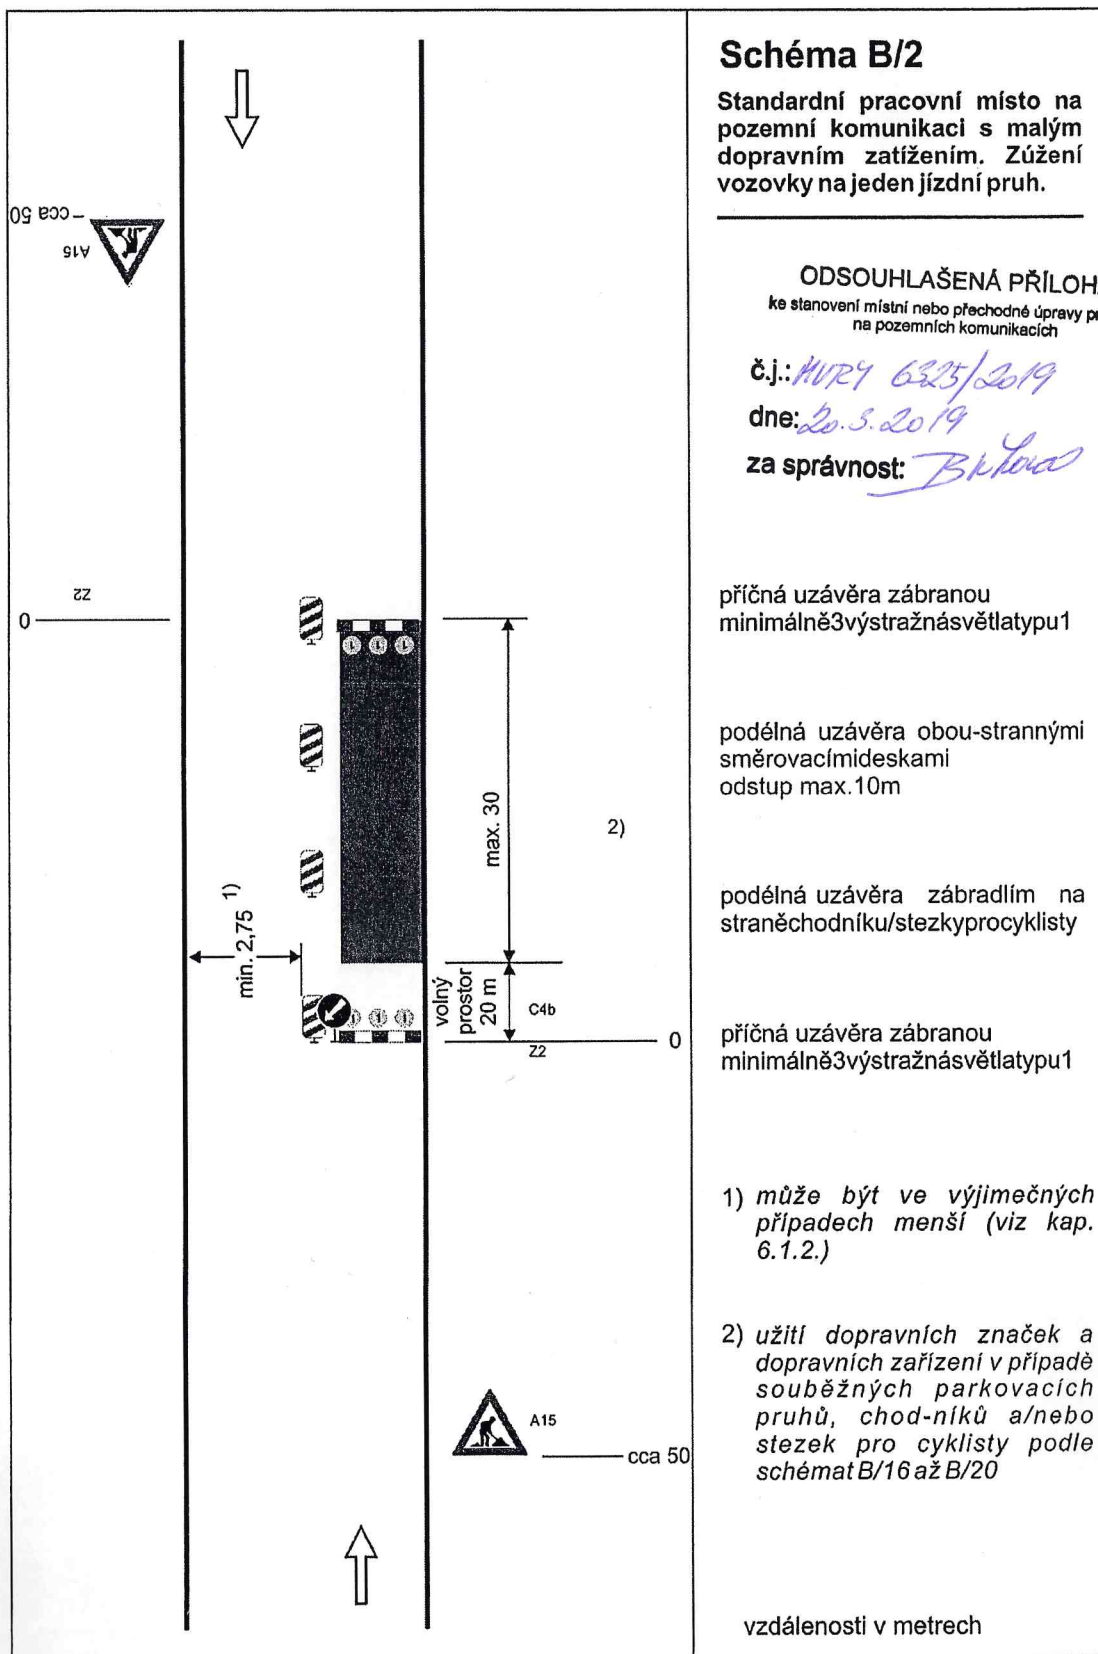 Schéma B/2
Standardní pracovní místo na
pozemní komunikaci s malým
dopravním zatížením. Zúžení
vozovky na jeden jízdní pruh.
ODSOUHLAŠENÁ PŘÍLOH
ke stanovení místní nebo přechodné úpravy
na pozemních komunikacích
č.j.: MURY 6325/2019
dne: 20.3.2019
za správnost:
cca 50
A15
Z2
0
příčná uzávěra zábranou
minimálně3výstražnásvětlatypu1
podélná uzávěra obou-strannými
směrovacímideskami
odstup max.10m
max. 30
2)
podélná uzávěra zábradlím na
straněchodníku/stezkyprocyklisty
min. 2,75 1)
volný
prostor
20 m
C4b
Z2
0
příčná uzávěra zábranou
minimálně3výstražnásvětlatypu1
1) může být ve výjimečných
případech menší (viz kap.
6.1.2.)
2) užití dopravních značek a
dopravních zařízení v případě
souběžných parkovacích
pruhů, chod-níků a/nebo
stezek pro cyklisty podle
schématB/16ažB/20
A15
cca 50
vzdálenosti v metrech